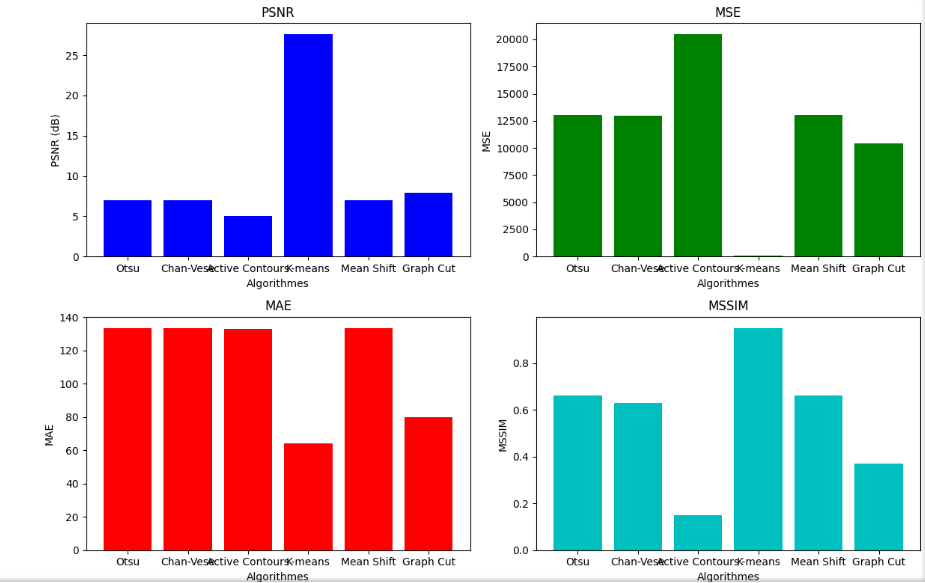 PSNR
PSNR (dB)
25
20
15
10
5
0
Otsu Chan-Vese Active Contours K-means Mean Shift Graph Cut
Algorithmes
MSE
MSE
20000
17500
15000
12500
10000
7500
5000
2500
0
Otsu Chan-Vese Active Contours K-means Mean Shift Graph Cut
Algorithmes
MAE
MAE
140
120
100
80
60
40
20
0
Otsu Chan-Vese Active Contours K-means Mean Shift Graph Cut
Algorithmes
MSSIM
MSSIM
0.8
0.6
0.4
0.2
0.0
Otsu Chan-Vese Active Contours K-means Mean Shift Graph Cut
Algorithmes